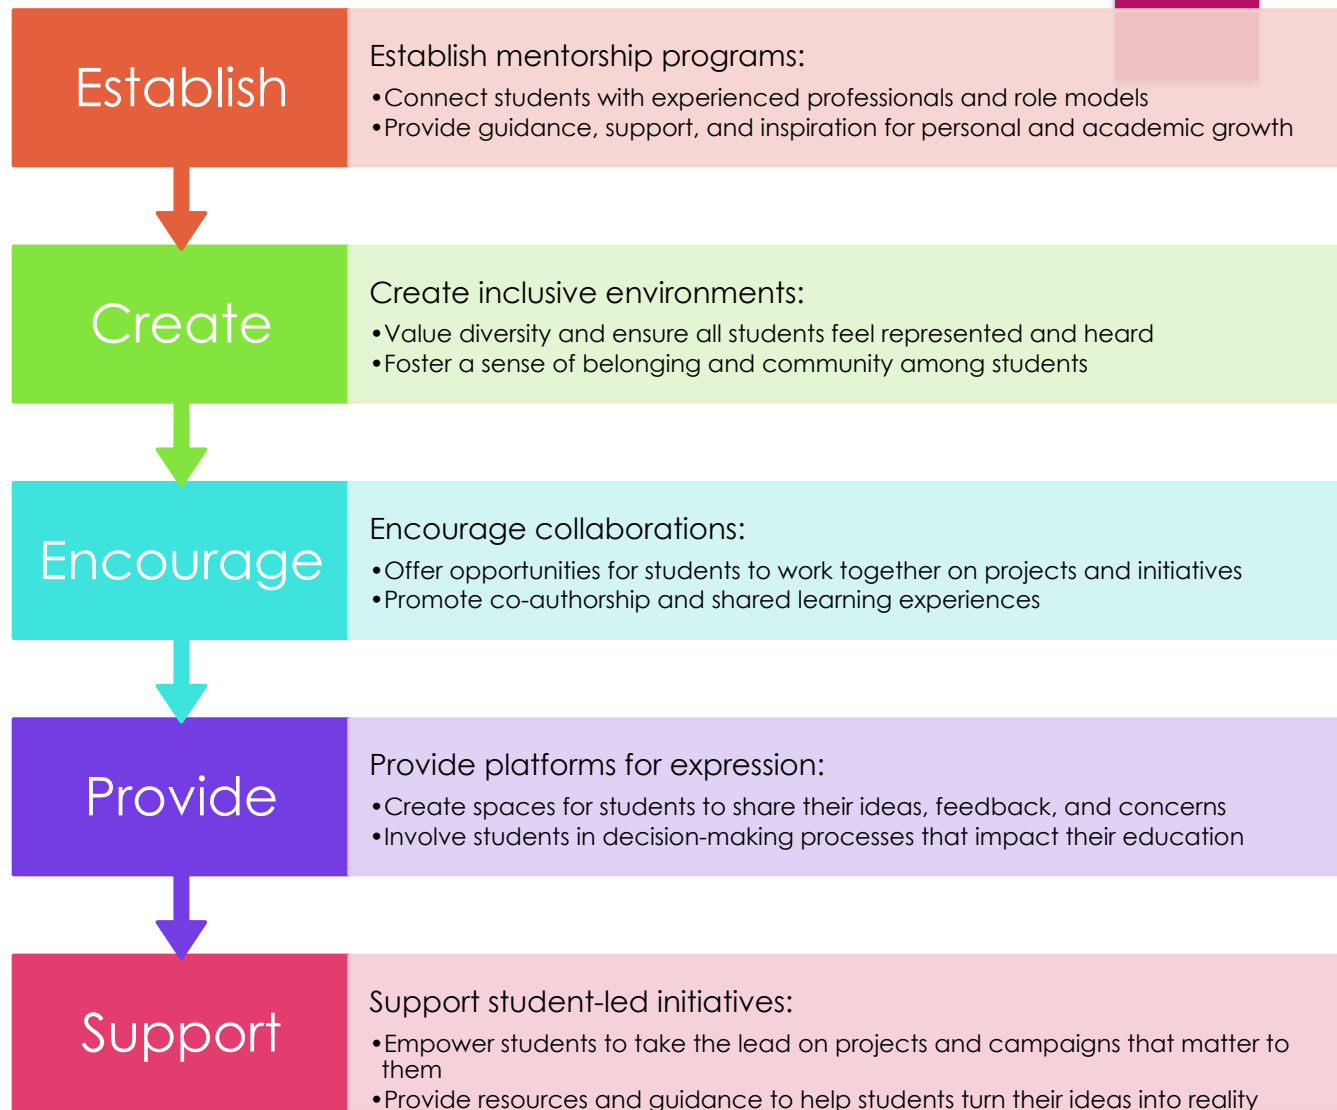 Establish
Establish mentorship programs:
•Connect students with experienced professionals and role models
•Provide guidance, support, and inspiration for personal and academic growth
Create
Create inclusive environments:
•Value diversity and ensure all students feel represented and heard
•Foster a sense of belonging and community among students
Encourage
Encourage collaborations:
•Offer opportunities for students to work together on projects and initiatives
•Promote co-authorship and shared learning experiences
Provide
Provide platforms for expression:
•Create spaces for students to share their ideas, feedback, and concerns
•Involve students in decision-making processes that impact their education
Support
Support student-led initiatives:
•Empower students to take the lead on projects and campaigns that matter to
them
•Provide resources and guidance to help students turn their ideas into reality